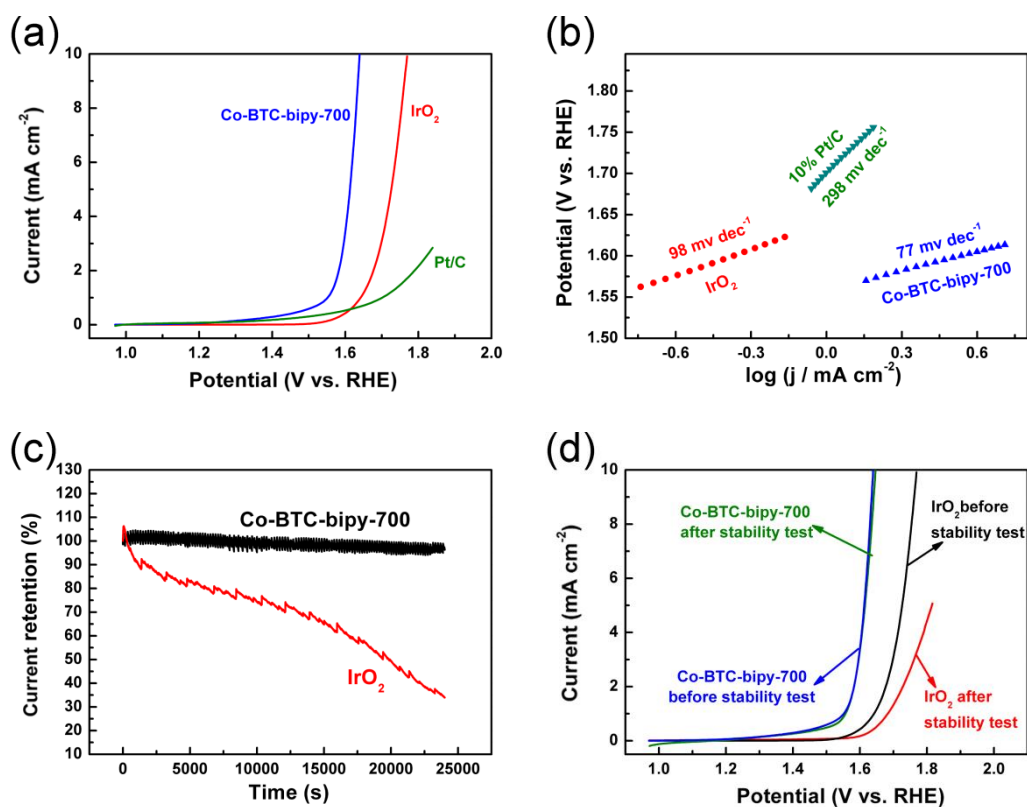 (a)
10
8
6
4
2
0
Current (mA cm⁻²)
Co-BTC-bipy-700
IrO₂
Pt/C
1.0
1.2
1.4
1.6
1.8
2.0
Potential (V vs. RHE)
(b)
1.80
1.75
1.70
1.65
1.60
1.55
1.50
Potential (V vs. RHE)
10% Pt/C
298 mv dec⁻¹
98 mv dec⁻¹
IrO₂
77 mv dec⁻¹
Co-BTC-bipy-700
-0.6
-0.3
0.0
0.3
0.6
log (j / mA cm⁻²)
(c)
130
120
110
100
90
80
70
60
50
40
30
20
10
Current retention (%)
Co-BTC-bipy-700
IrO₂
0
5000
10000
15000
20000
25000
Time (s)
(d)
10
8
6
4
2
0
Current (mA cm⁻²)
Co-BTC-bipy-700
after stability test
IrO₂ before
stability test
Co-BTC-bipy-700
before stability test
IrO₂ after
stability test
1.0
1.2
1.4
1.6
1.8
2.0
Potential (V vs. RHE)